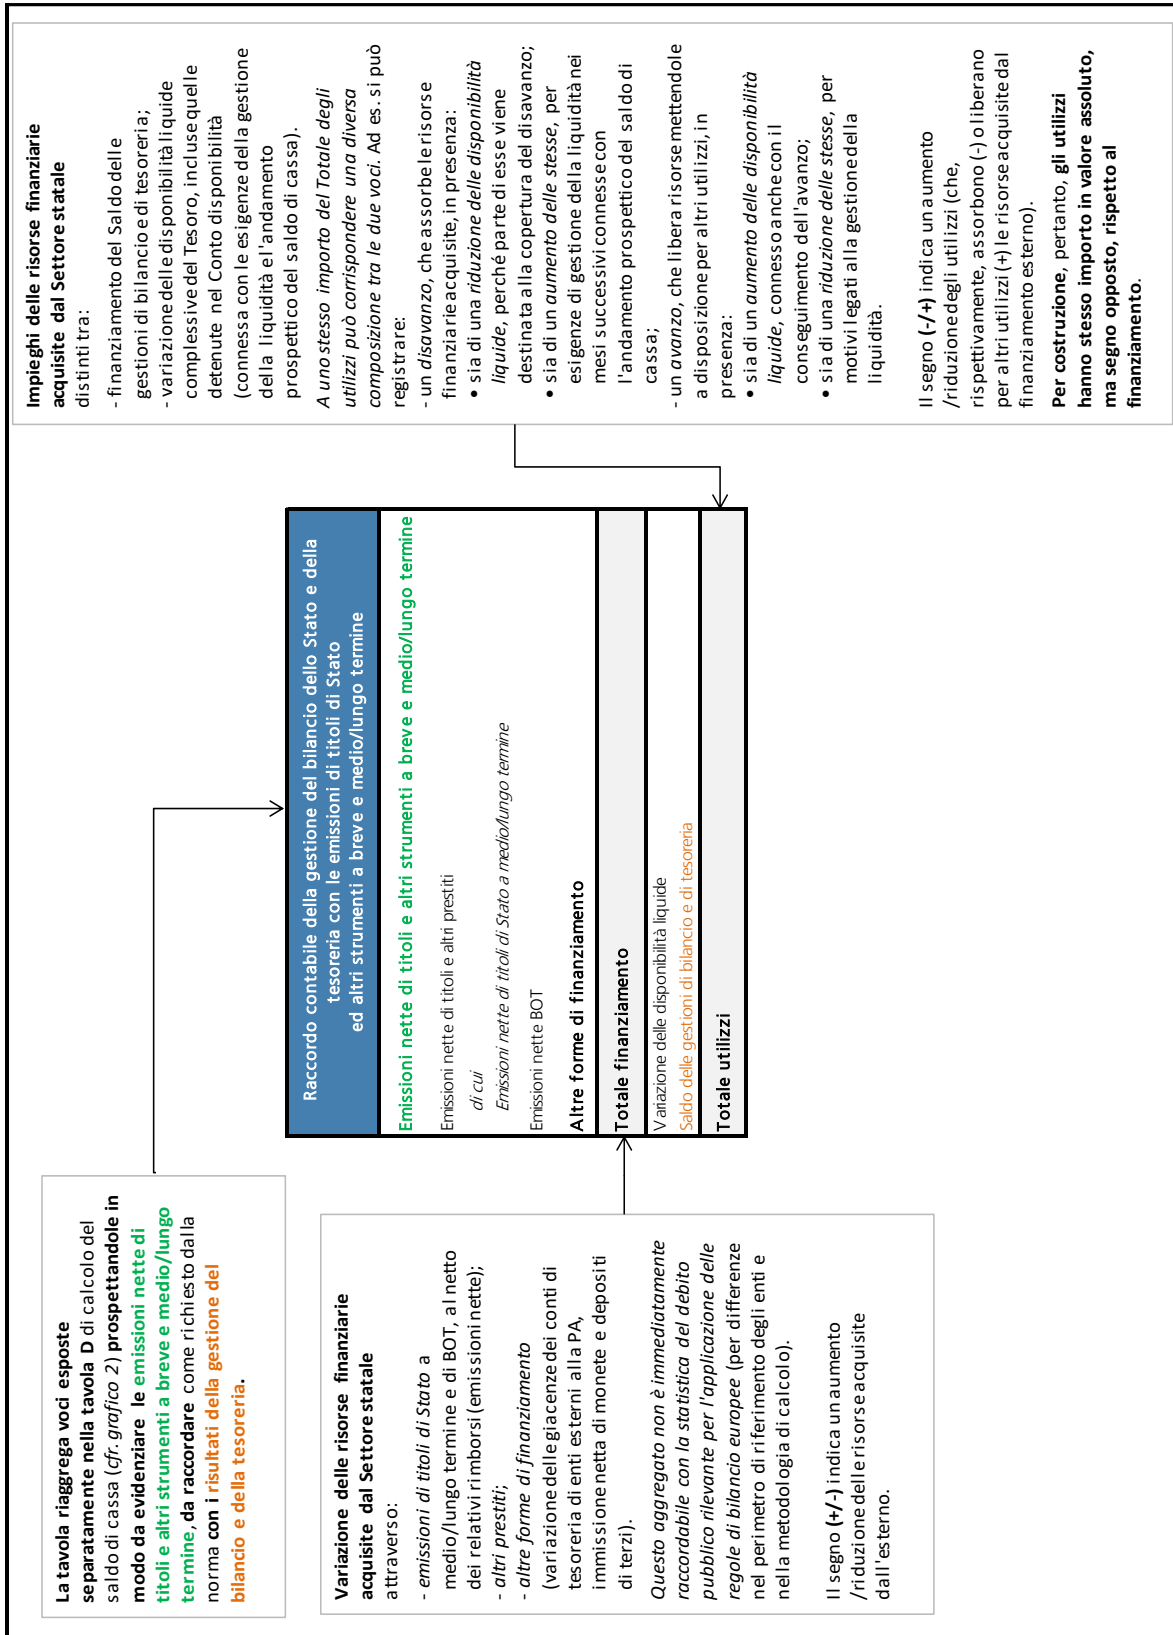 La tavola riaggrega voci esposte
separatamente nella tavola D di calcolo del
saldo di cassa (cfr. grafico 2) prospettandole in
modo da evidenziare le emissioni nette di
titoli e altri strumenti a breve e medio/lungo
termine, da raccordare come richiesto dalla
norma con i risultati della gestione del
bilancio e della tesoreria.
Variazione delle risorse finanziarie
acquisite dal Settore statale
attraverso:
- emissioni di titoli di Stato a
medio/lungo termine e di BOT, al netto
dei relativi rimborsi (emissioni nette);
- altri prestiti;
- altre forme di finanziamento
(variazione delle giacenze dei conti di
tesoreria di enti esterni alla PA,
immissione netta di monete e depositi
di terzi).
Questo aggregato non è immediatamente
raccordabile con la statistica del debito
pubblico rilevante per l'applicazione delle
regole di bilancio europee (per differenze
nel perimetro di riferimento degli enti e
nella metodologia di calcolo).
Il segno (+/-) indica un aumento
/riduzione delle risorse acquisite
dall'esterno.
Raccordo contabile della gestione del bilancio dello Stato e della
tesoreria con le emissioni di titoli di Stato
ed altri strumenti a breve e medio/lungo termine
Emissioni nette di titoli e altri strumenti a breve e medio/lungo termine
Emissioni nette di titoli e altri prestiti
di cui
Emissioni nette di titoli di Stato a medio/lungo termine
Emissioni nette BOT
Altre forme di finanziamento
Totale finanziamento
Variazione delle disponibilità liquide
Saldo delle gestioni di bilancio e di tesoreria
Totale utilizzi
Impieghi delle risorse finanziarie
acquisite dal Settore statale
distinti tra:
- finanziamento del Saldo delle
gestioni di bilancio e di tesoreria;
- variazione delle disponibilità liquide
complessive del Tesoro, incluse quelle
detenute nel Conto disponibilità
(connessa con le esigenze della gestione
della liquidità e l'andamento
prospettico del saldo di cassa).
A uno stesso importo del Totale degli
utilizzi può corrispondere una diversa
composizione tra le due voci. Ad es. si può
registrare:
- un disavanzo, che assorbe le risorse
finanziarie acquisite, in presenza:
• sia di una riduzione delle disponibilità
liquide, perché parte di esse viene
destinata alla copertura del disavanzo;
• sia di un aumento delle stesse, per
esigenze di gestione della liquidità nei
mesi successivi connesse con
l'andamento prospettico del saldo di
cassa;
- un avanzo, che libera risorse mettendole
a disposizione per altri utilizzi, in
presenza:
• sia di un aumento delle disponibilità
liquide, connesso anche con il
conseguimento dell'avanzo;
• sia di una riduzione delle stesse, per
motivi legati alla gestione della
liquidità.
Il segno (-/+) indica un aumento
/riduzione degli utilizzi (che,
rispettivamente, assorbono (-) o liberano
per altri utilizzi (+) le risorse acquisite dal
finanziamento esterno).
Per costruzione, pertanto, gli utilizzi
hanno stesso importo in valore assoluto,
ma segno opposto, rispetto al
finanziamento.